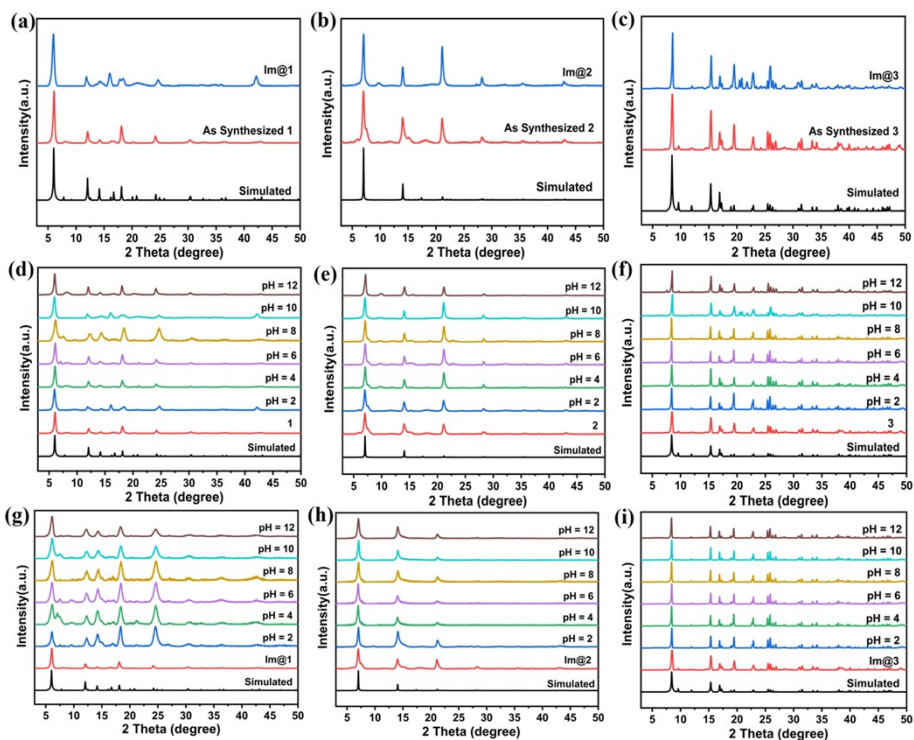 (a)
Im@1
As Synthesized 1
Simulated
Intensity(a.u.)
5 10 15 20 25 30 35 40 45 50
2 Theta (degree)
(b)
Im@2
As Synthesized 2
Simulated
Intensity(a.u.)
5 10 15 20 25 30 35 40 45 50
2 Theta (degree)
(c)
Im@3
As Synthesized 3
Simulated
Intensity(a.u.)
5 10 15 20 25 30 35 40 45 50
2 Theta (degree)
(d)
pH = 12
pH = 10
pH = 8
pH = 6
pH = 4
pH = 2
1
Simulated
Intensity(a.u.)
5 10 15 20 25 30 35 40 45 50
2 Theta (degree)
(e)
pH = 12
pH = 10
pH = 8
pH = 6
pH = 4
pH = 2
2
Simulated
Intensity(a.u.)
5 10 15 20 25 30 35 40 45 50
2 Theta (degree)
(f)
pH = 12
pH = 10
pH = 8
pH = 6
pH = 4
pH = 2
3
Simulated
Intensity(a.u.)
5 10 15 20 25 30 35 40 45 50
2 Theta (degree)
(g)
pH = 12
pH = 10
pH = 8
pH = 6
pH = 4
pH = 2
Im@1
Simulated
Intensity(a.u.)
5 10 15 20 25 30 35 40 45 50
2 Theta (degree)
(h)
pH = 12
pH = 10
pH = 8
pH = 6
pH = 4
pH = 2
Im@2
Simulated
Intensity(a.u.)
5 10 15 20 25 30 35 40 45 50
2 Theta (degree)
(i)
pH = 12
pH = 10
pH = 8
pH = 6
pH = 4
pH = 2
Im@3
Simulated
Intensity(a.u.)
5 10 15 20 25 30 35 40 45 50
2 Theta (degree)